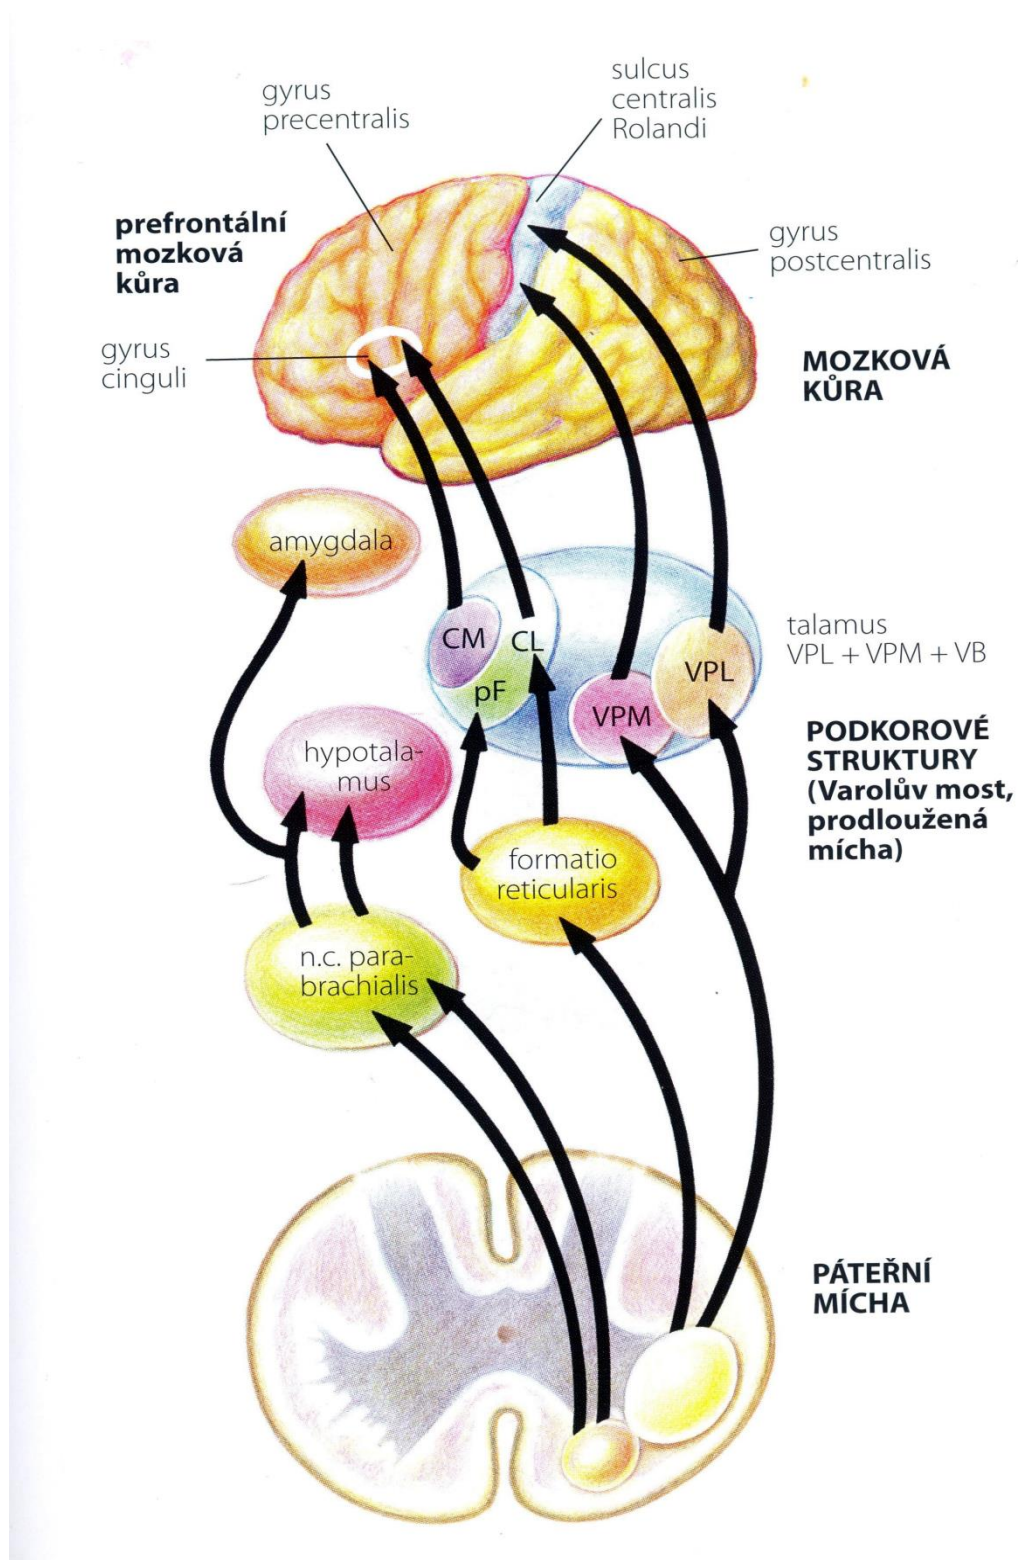 gyrus
precentralis
sulcus
centralis
Rolandi
prefrontální
mozková
kůra
gyrus
postcentralis
gyrus
cinguli
MOZKOVÁ
KŮRA
amygdala
CM
CL
pF
VPM
VPL
talamus
VPL + VPM + VB
hypotala-
mus
PODKOROVÉ
STRUKTURY
(Varolův most,
prodloužená
mícha)
formatio
reticularis
n.c. para-
brachialis
PÁTEŘNÍ
MÍCHA